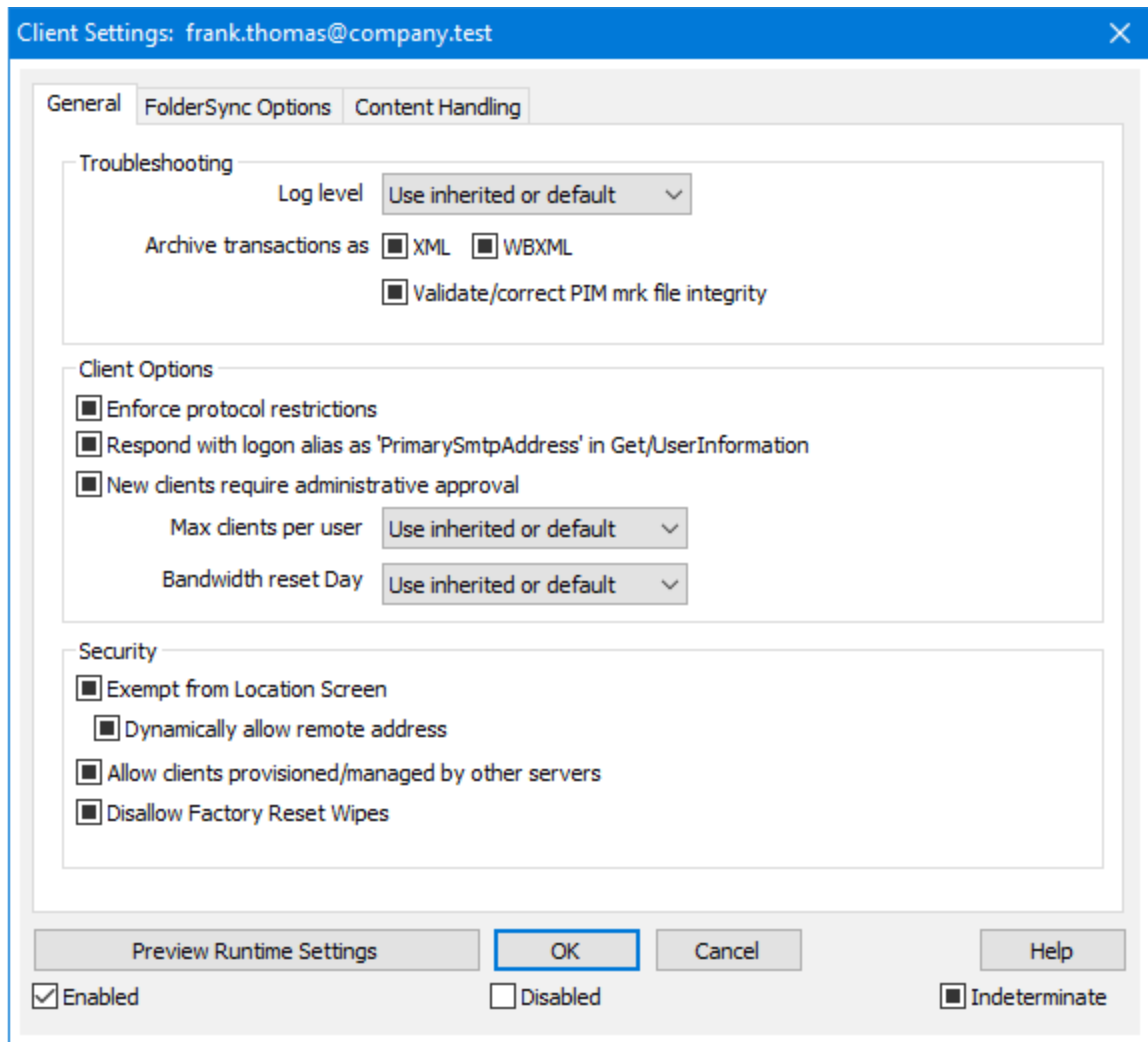 Client Settings: frank.thomas@company.test
General FolderSync Options Content Handling
Troubleshooting
Log level Use inherited or default
Archive transactions as XML WBXML
Validate/correct PIM mrk file integrity
Client Options
Enforce protocol restrictions
Respond with logon alias as 'PrimarySmtpAddress' in Get/UserInformation
New clients require administrative approval
Max clients per user Use inherited or default
Bandwidth reset Day Use inherited or default
Security
Exempt from Location Screen
Dynamically allow remote address
Allow clients provisioned/managed by other servers
Disallow Factory Reset Wipes
Preview Runtime Settings OK Cancel Help
Enabled Disabled Indeterminate